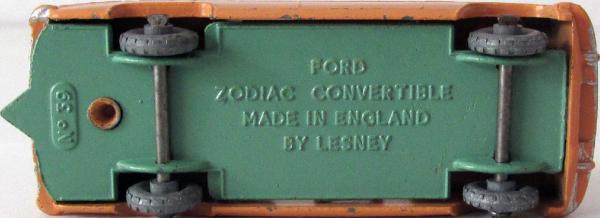 FORD
ZODIAC CONVERTIBLE
MADE IN ENGLAND
BY LESNEY
No 39